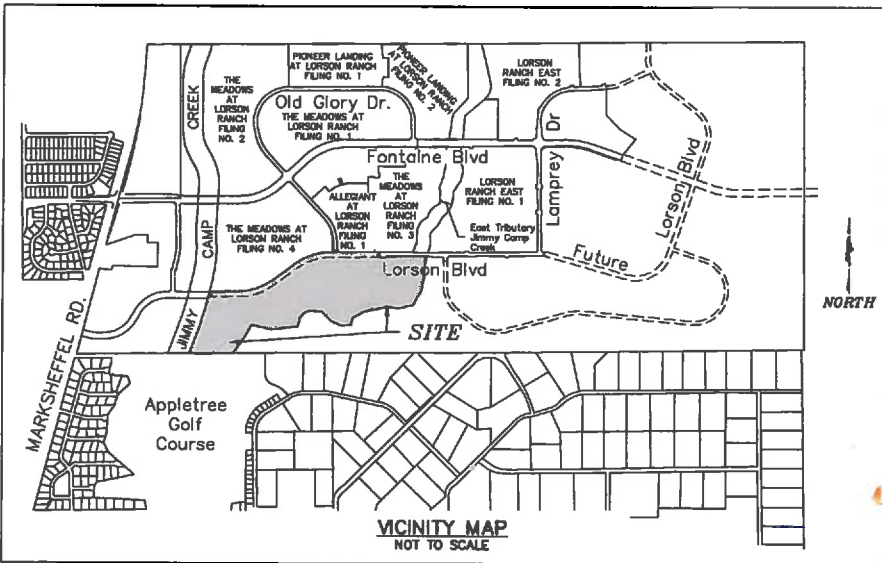 PIONEER LANDING
AT LORSON RANCH
FILING NO. 1
PIONEER LANDING
AT LORSON RANCH
FILING NO. 2
LORSON
RANCH EAST
FILING NO. 2
CREEK
THE
MEADOWS
AT
LORSON
RANCH
FILING
NO. 2
Old Glory Dr.
THE MEADOWS AT
LORSON RANCH
FILING NO. 1
Dr
Fontaine Blvd
Lorson Blvd
THE
MEADOWS
AT
LORSON
RANCH
FILING
NO. 3
LORSON
RANCH EAST
FILING NO. 1
Lamprey
ALLEGIANT
AT
LORSON
RANCH
FILING
NO. 1
CAMP
THE MEADOWS AT
LORSON RANCH
FILING NO. 4
East Tributary
Jimmy Camp
Creek
Future
Lorson Blvd
NORTH
JIMMY
SITE
MARKSHEFFEL RD.
Appletree
Golf
Course
VICINITY MAP
NOT TO SCALE